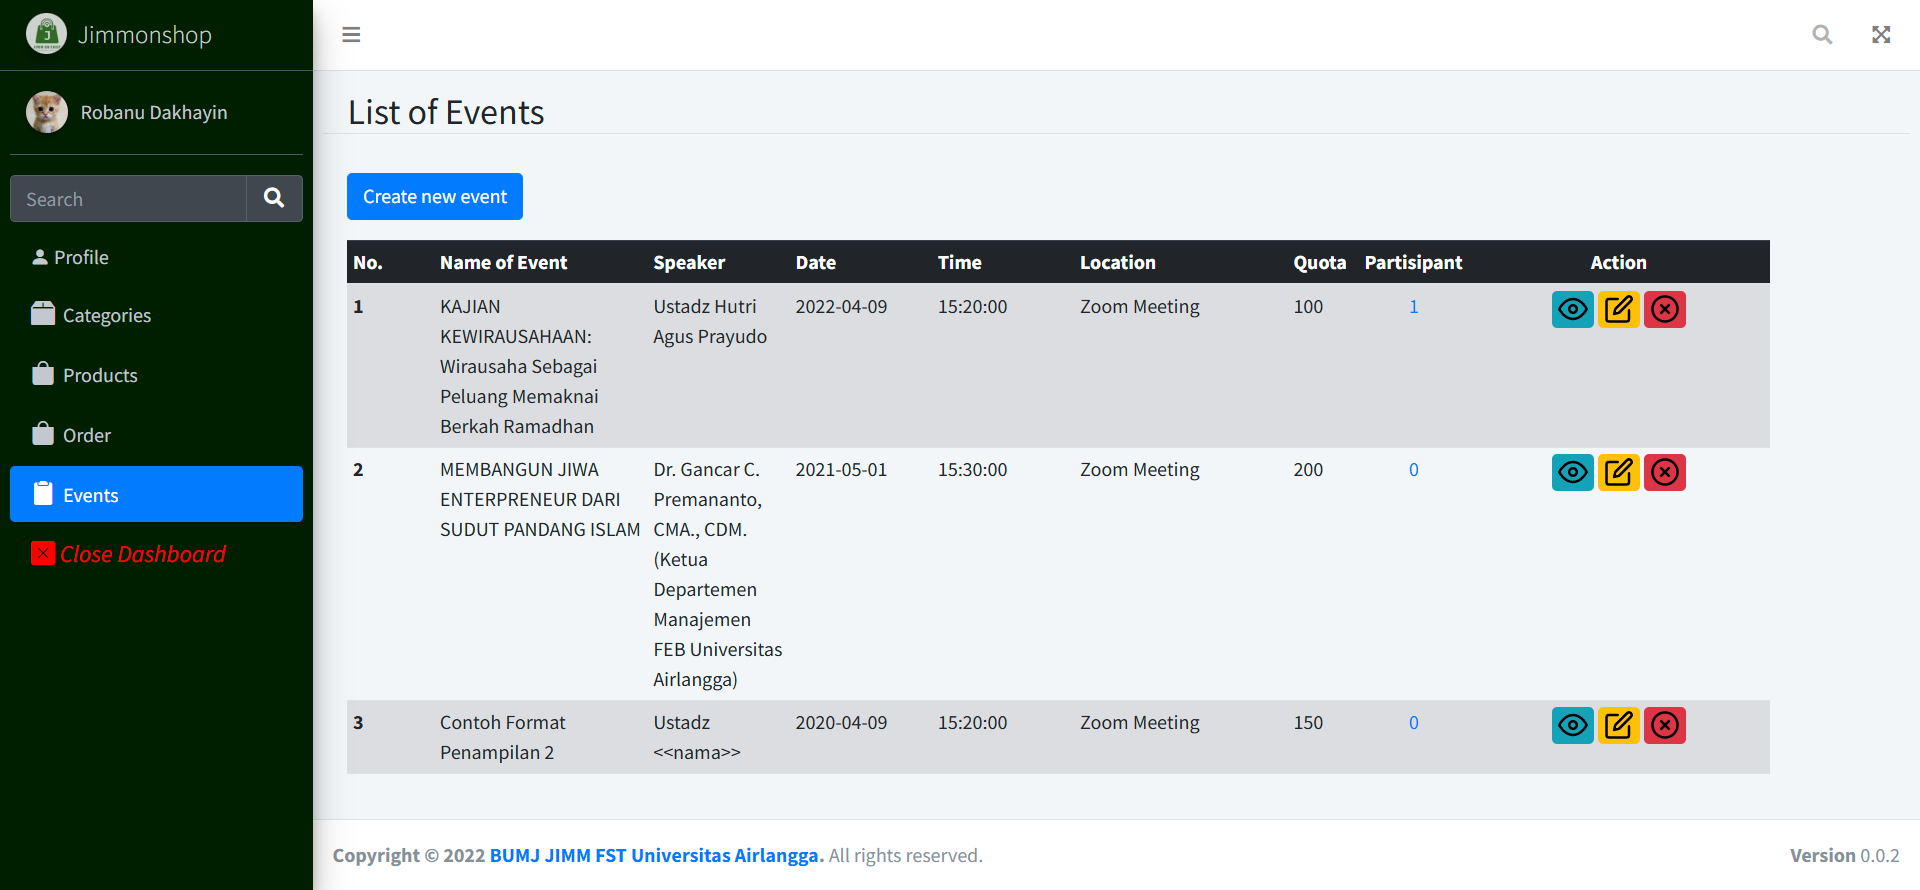 Jimmonshop
Robanu Dakhayin
Search
Profile
Categories
Products
Order
Events
Close Dashboard
List of Events
Create new event
No. Name of Event Speaker Date Time Location Quota Partisipant Action
1 KAJIAN Ustadz Hutri 2022-04-09 15:20:00 Zoom Meeting 100 1
KEWIRAUSAHAAN: Agus Prayudo
Wirausaha Sebagai
Peluang Memaknai
Berkah Ramadhan
2 MEMBANGUN JIWA Dr. Gancar C. 2021-05-01 15:30:00 Zoom Meeting 200 0
ENTERPRENEUR DARI Premananto,
SUDUT PANDANG ISLAM CMA., CDM.
(Ketua
Departemen
Manajemen
FEB Universitas
Airlangga)
3 Contoh Format Ustadz 2020-04-09 15:20:00 Zoom Meeting 150 0
Penampilan 2 <<nama>>
Copyright © 2022 BUMJ JIMM FST Universitas Airlangga. All rights reserved.
Version 0.0.2